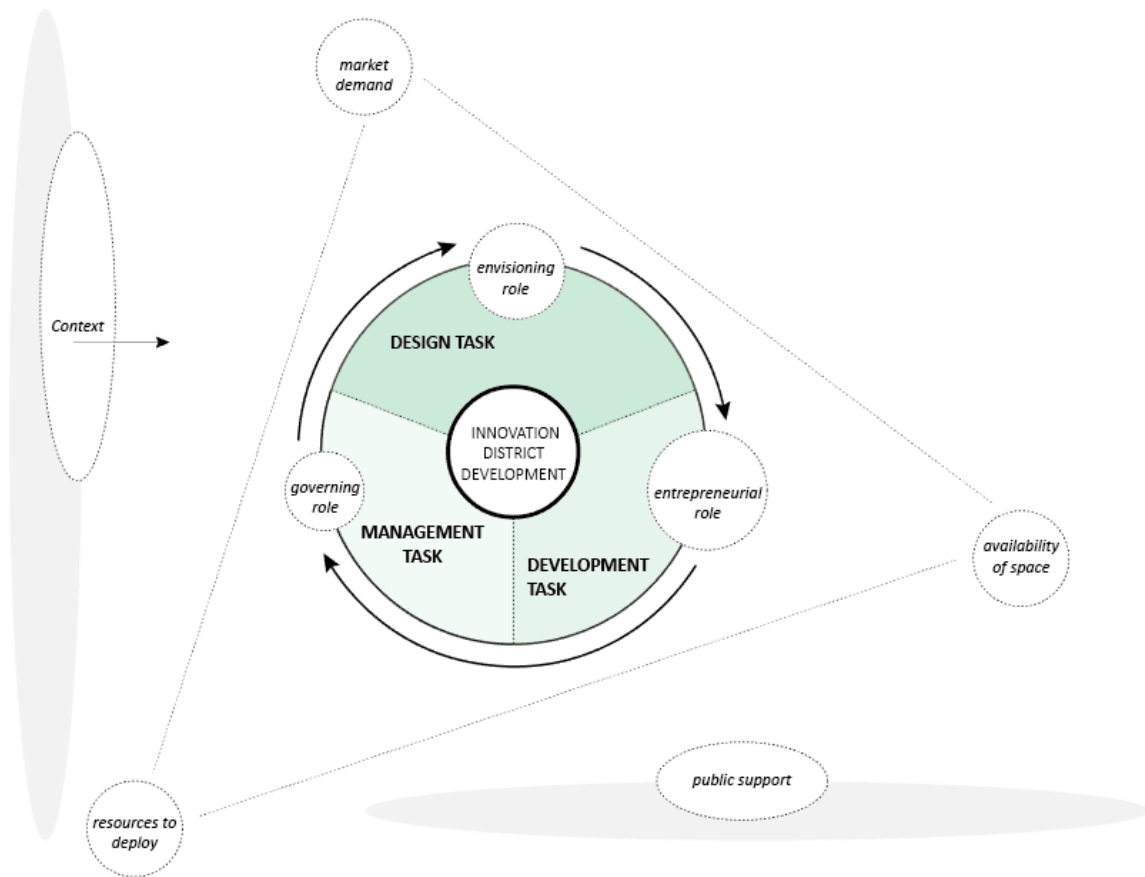 market
demand
envisioning
role
DESIGN TASK
Context
INNOVATION
DISTRICT
DEVELOPMENT
governing
role
entrepreneurial
role
MANAGEMENT
TASK
DEVELOPMENT
TASK
availability
of space
public support
resources to
deploy